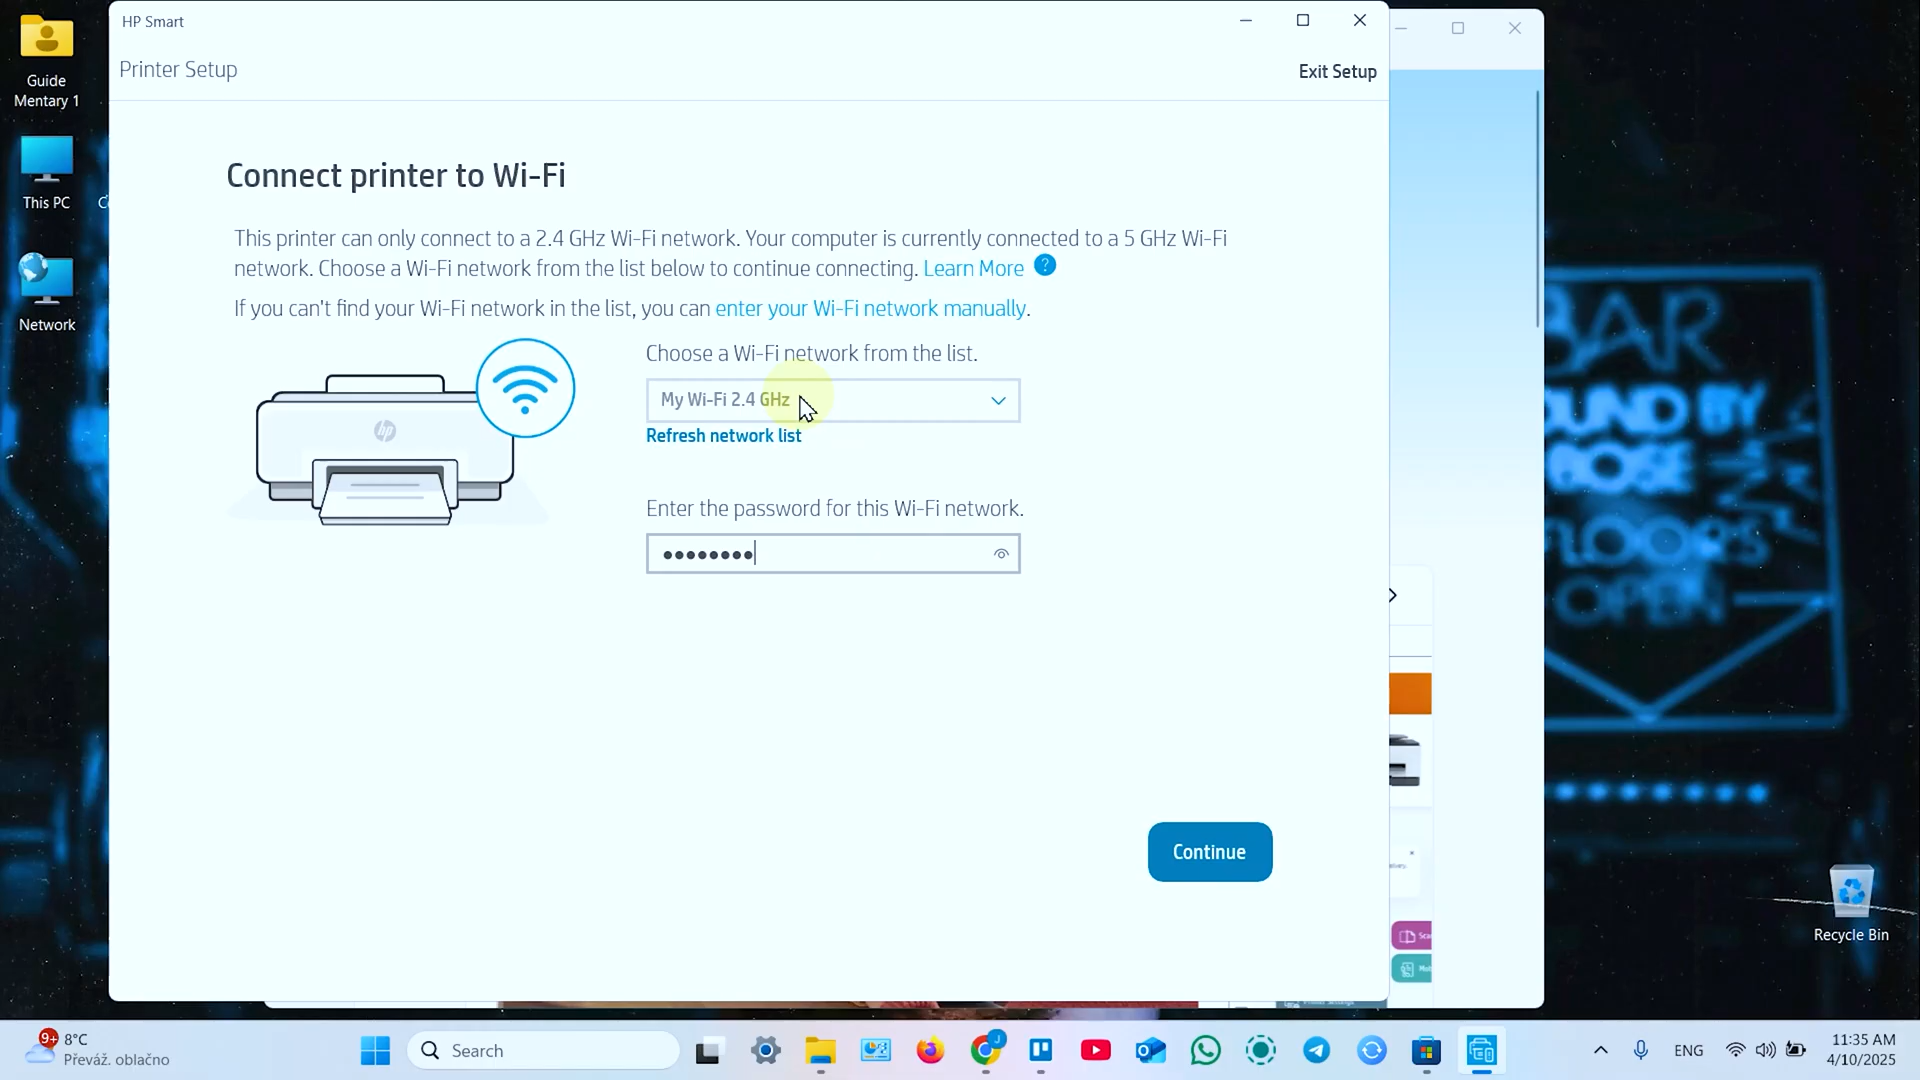 HP Smart
Printer Setup
Exit Setup
Guide
Mentary 1
This PC
Network
Connect printer to Wi-Fi
This printer can only connect to a 2.4 GHz Wi-Fi network. Your computer is currently connected to a 5 GHz Wi-Fi
network. Choose a Wi-Fi network from the list below to continue connecting. Learn More ?
If you can't find your Wi-Fi network in the list, you can enter your Wi-Fi network manually.
Choose a Wi-Fi network from the list.
My Wi-Fi 2.4 GHz
Refresh network list
hp
Enter the password for this Wi-Fi network.
••••••••
Continue
BAR
FLOORS
OPEN
Recycle Bin
9+
8°C
Převáž. oblačno
Search
J
ENG
11:35 AM
4/10/2025